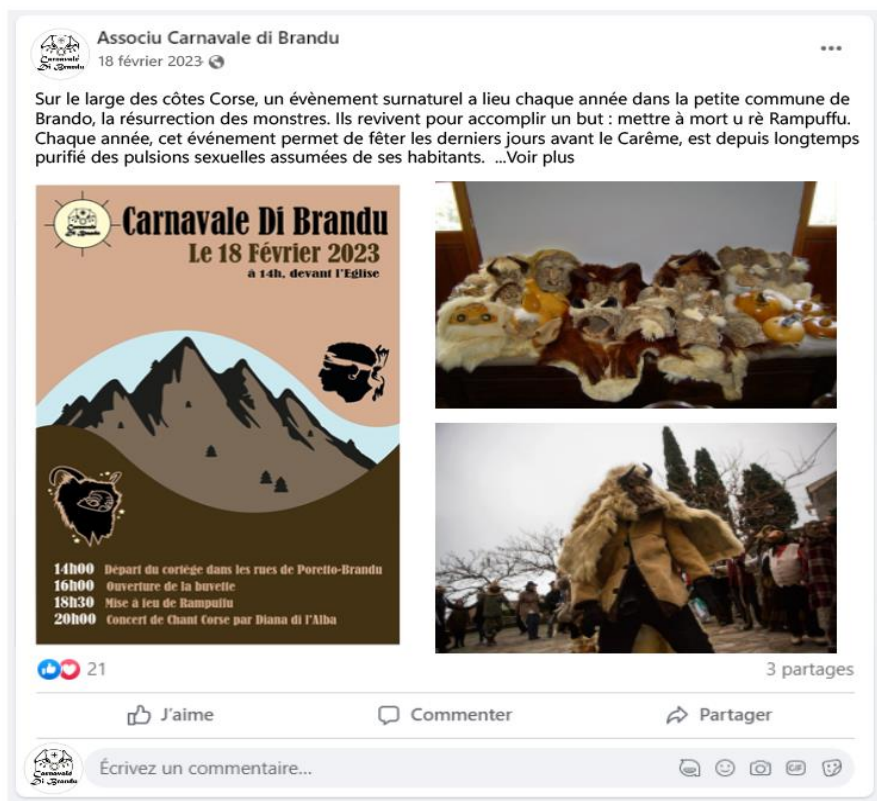 Associu Carnavale di Brandu
18 février 2023
Sur le large des côtes Corse, un évènement surnaturel a lieu chaque année dans la petite commune de
Brando, la résurrection des monstres. Ils revivent pour accomplir un but : mettre à mort u rè Rampuffu.
Chaque année, cet événement permet de fêter les derniers jours avant le Carême, est depuis longtemps
purifié des pulsions sexuelles assumées de ses habitants. ...Voir plus
Carnavale Di Brandu
Le 18 Février 2023
à 14h, devant l'Eglise
14h00 Départ du cortège dans les rues de Poretto-Brandu
16h00 Ouverture de la buvette
18h30 Mise à feu de Rampuffu
20h00 Concert de Chant Corse par Diana di l'Alba
21
3 partages
J'aime
Commenter
Partager
Carnavale
Di Brandu
Écrivez un commentaire...
GIF